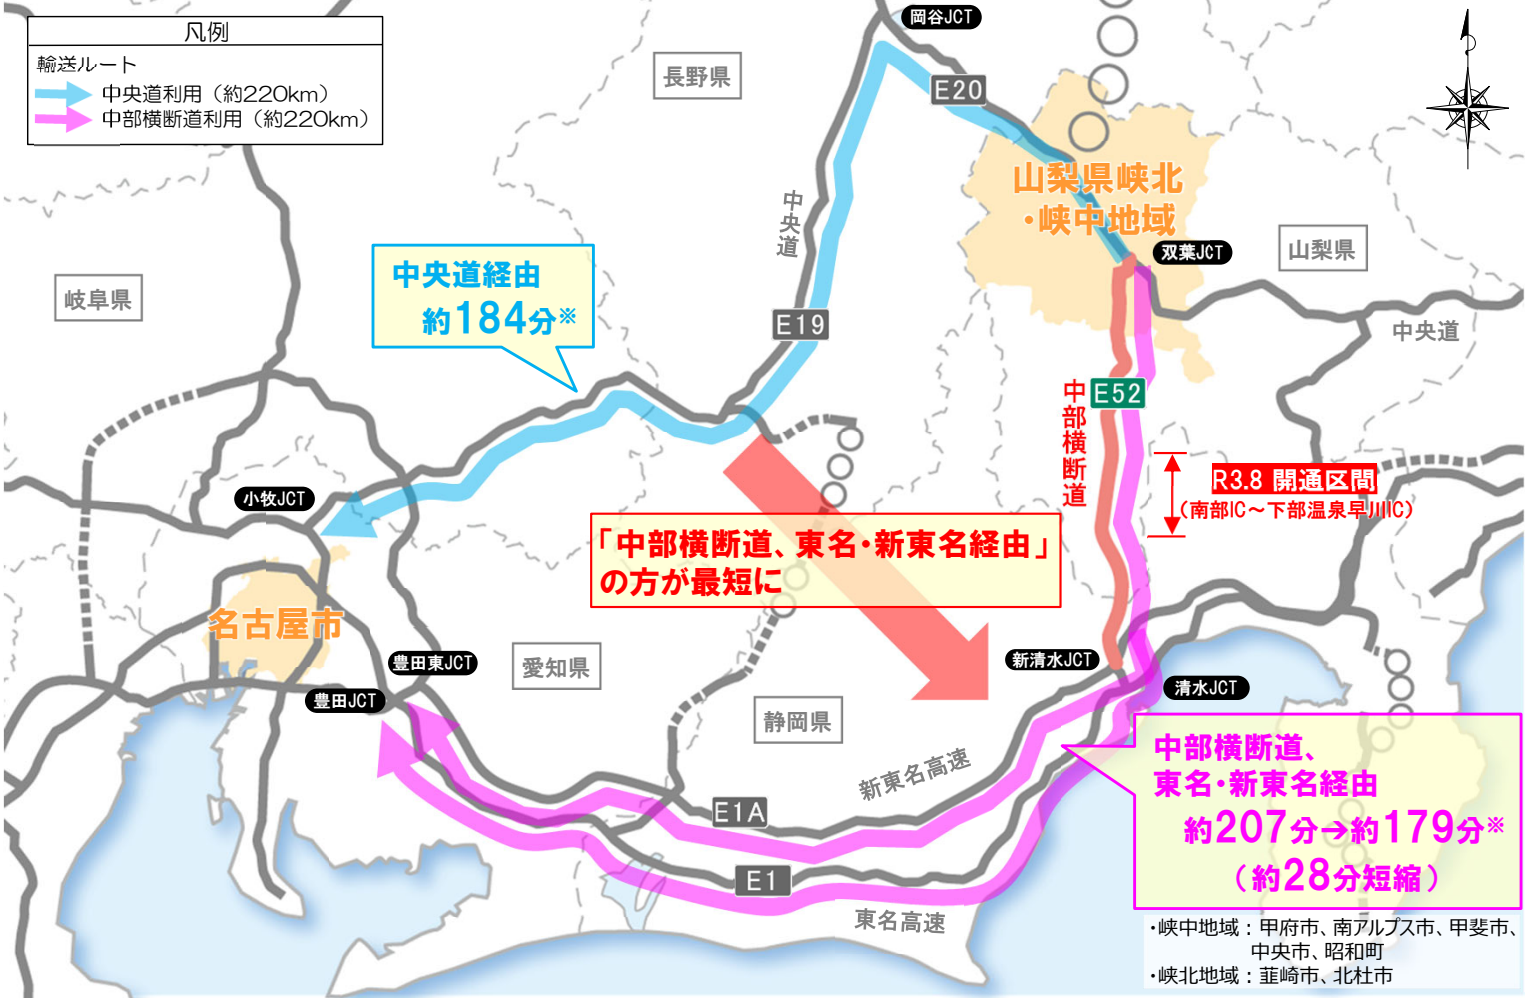 凡例
輸送ルート
中央道利用（約220km）
中部横断道利用（約220km）
岡谷JCT
長野県
E20
山梨県峡北
・峡中地域
中央道
双葉JCT
山梨県
岐阜県
中央道経由
約184分※
E19
中央道
中部横断道
E52
R3.8 開通区間
（南部IC～下部温泉早川IC）
小牧JCT
「中部横断道、東名・新東名経由」
の方が最短に
名古屋市
豊田東JCT
愛知県
新清水JCT
豊田JCT
清水JCT
静岡県
新東名高速
中部横断道、
東名・新東名経由
約207分→約179分※
（約28分短縮）
E1A
E1
東名高速
・峡中地域：甲府市、南アルプス市、甲斐市、
中央市、昭和町
・峡北地域：韮崎市、北杜市